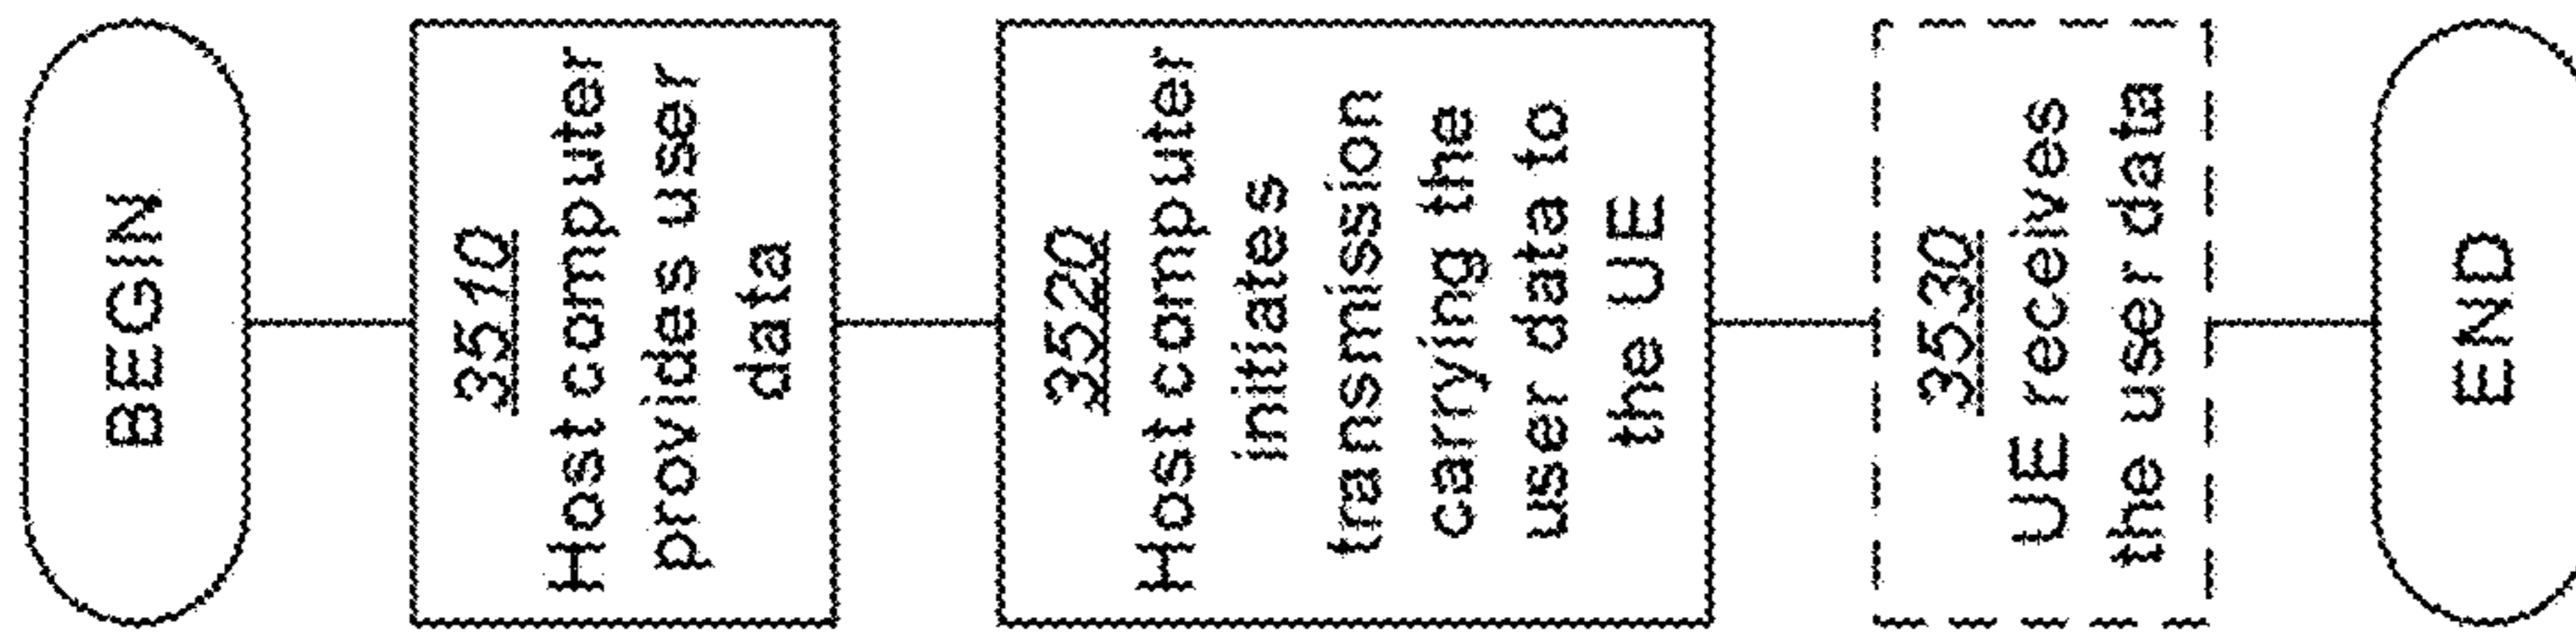 BEGIN
3510
Host computer
provides user
data
3520
Host computer
initiates
transmission
carrying the
user data to
the UE
3530
UE receives
the user data
END